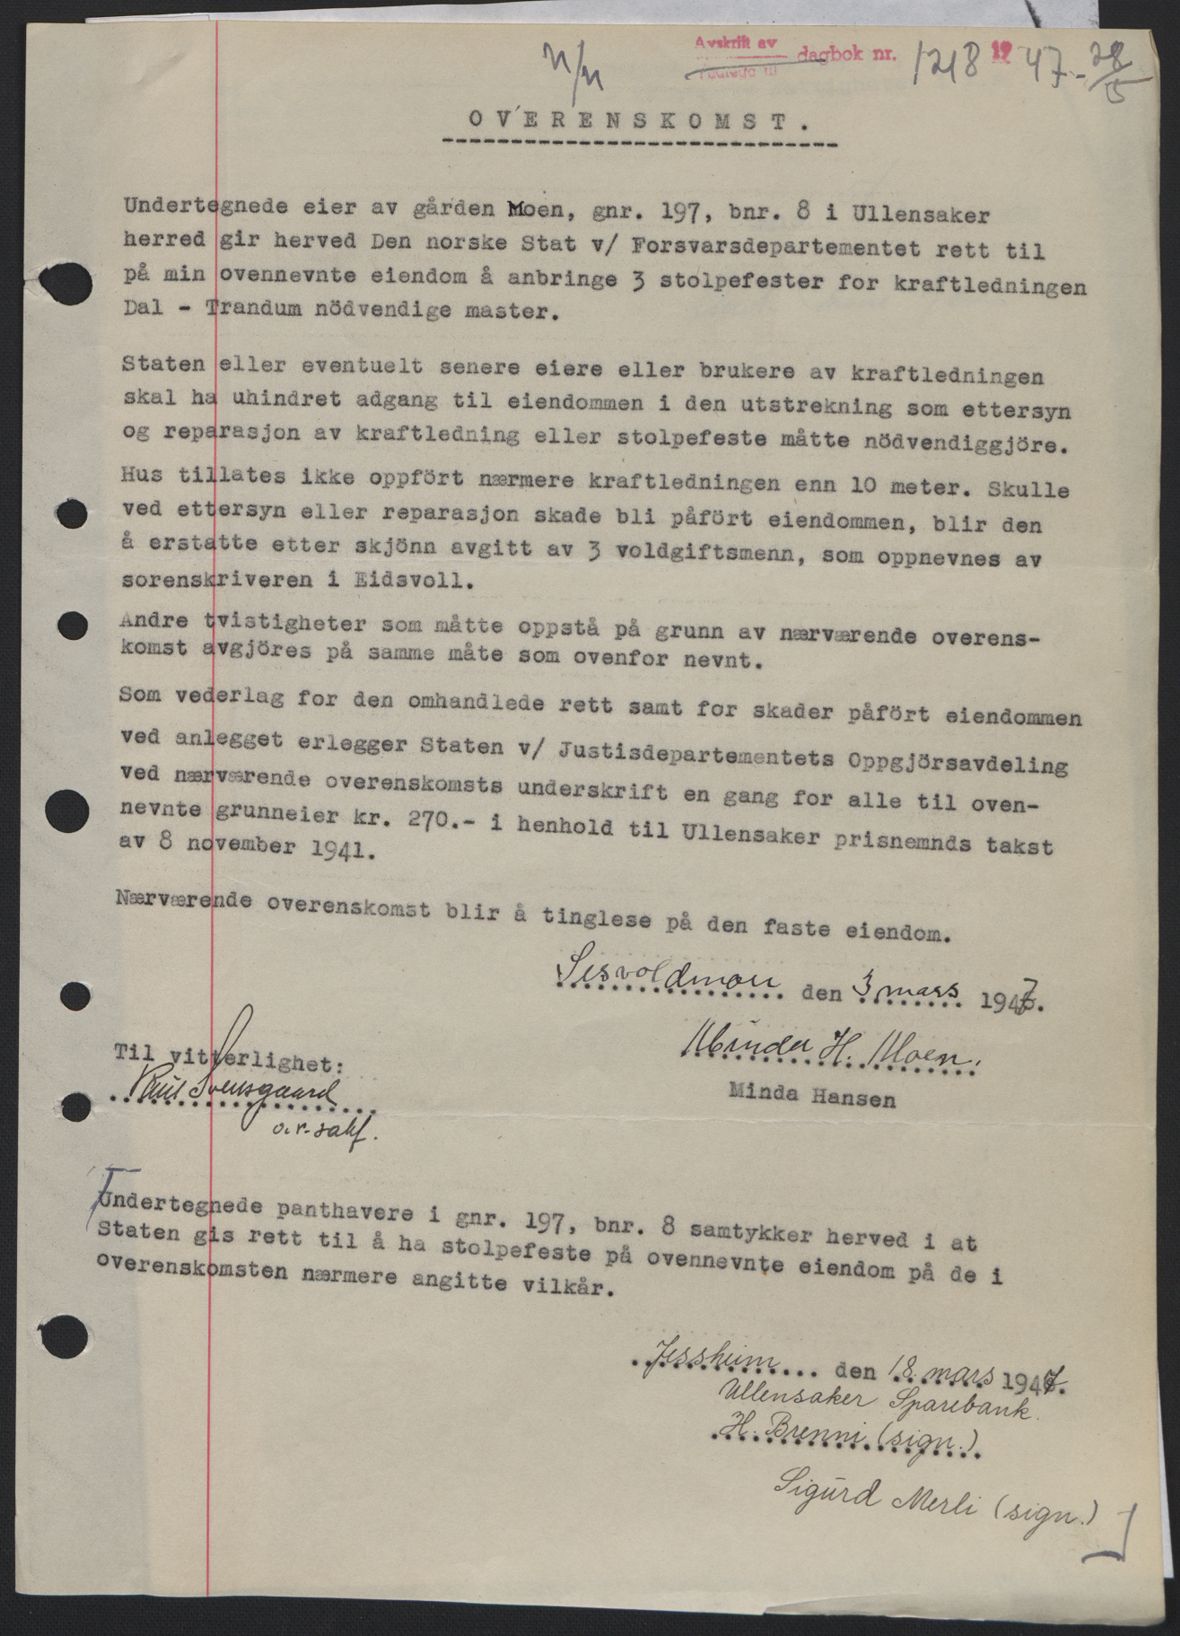 n/n
Avskrift av dagbok nr. 1218 1947 - 28/5
OVERENSKOMST.
Undertegnede eier av gården Moen, gnr. 197, bnr. 8 i Ullensaker
herred gir herved Den norske Stat v/ Forsvarsdepartementet rett til
på min ovennevnte eiendom å anbringe 3 stolpefester for kraftledningen
Dal - Trandum nödvendige master.
Staten eller eventuelt senere eiere eller brukere av kraftledningen
skal ha uhindret adgang til eiendommen i den utstrekning som ettersyn
og reparasjon av kraftledning eller stolpefeste måtte nödvendiggjöre.
Hus tillates ikke oppfört nærmere kraftledningen enn 10 meter. Skulle
ved ettersyn eller reparasjon skade bli påfört eiendommen, blir den
å erstatte etter skjönn avgitt av 3 voldgiftsmenn, som oppnevnes av
sorenskriveren i Eidsvoll.
Andre tvistigheter som måtte oppstå på grunn av nærværende overens-
komst avgjöres på samme måte som ovenfor nevnt.
Som vederlag for den omhandlede rett samt for skader påfört eiendommen
ved anlegget erlegger Staten v/ Justisdepartementets Oppgjörsavdeling
ved nærværende overenskomsts underskrift en gang for alle til oven-
nevnte grunneier kr. 270.- i henhold til Ullensaker prisnemnds takst
av 8 november 1941.
Nærværende overenskomst blir å tinglese på den faste eiendom.
Sisvoldmoen den 3 mars 1947.
Minda H. Moen.
Minda Hansen
Til vitterlighet:
Paul Svensgaard
o.r.sakf.
Undertegnede panthavere i gnr. 197, bnr. 8 samtykker herved i at
Staten gis rett til å ha stolpefeste på ovennevnte eiendom på de i
overenskomsten nærmere angitte vilkår.
Jessheim den 18. mars 1947.
Ullensaker Sparebank.
H. Brenni (sign.)
Sigurd Merli (sign.)